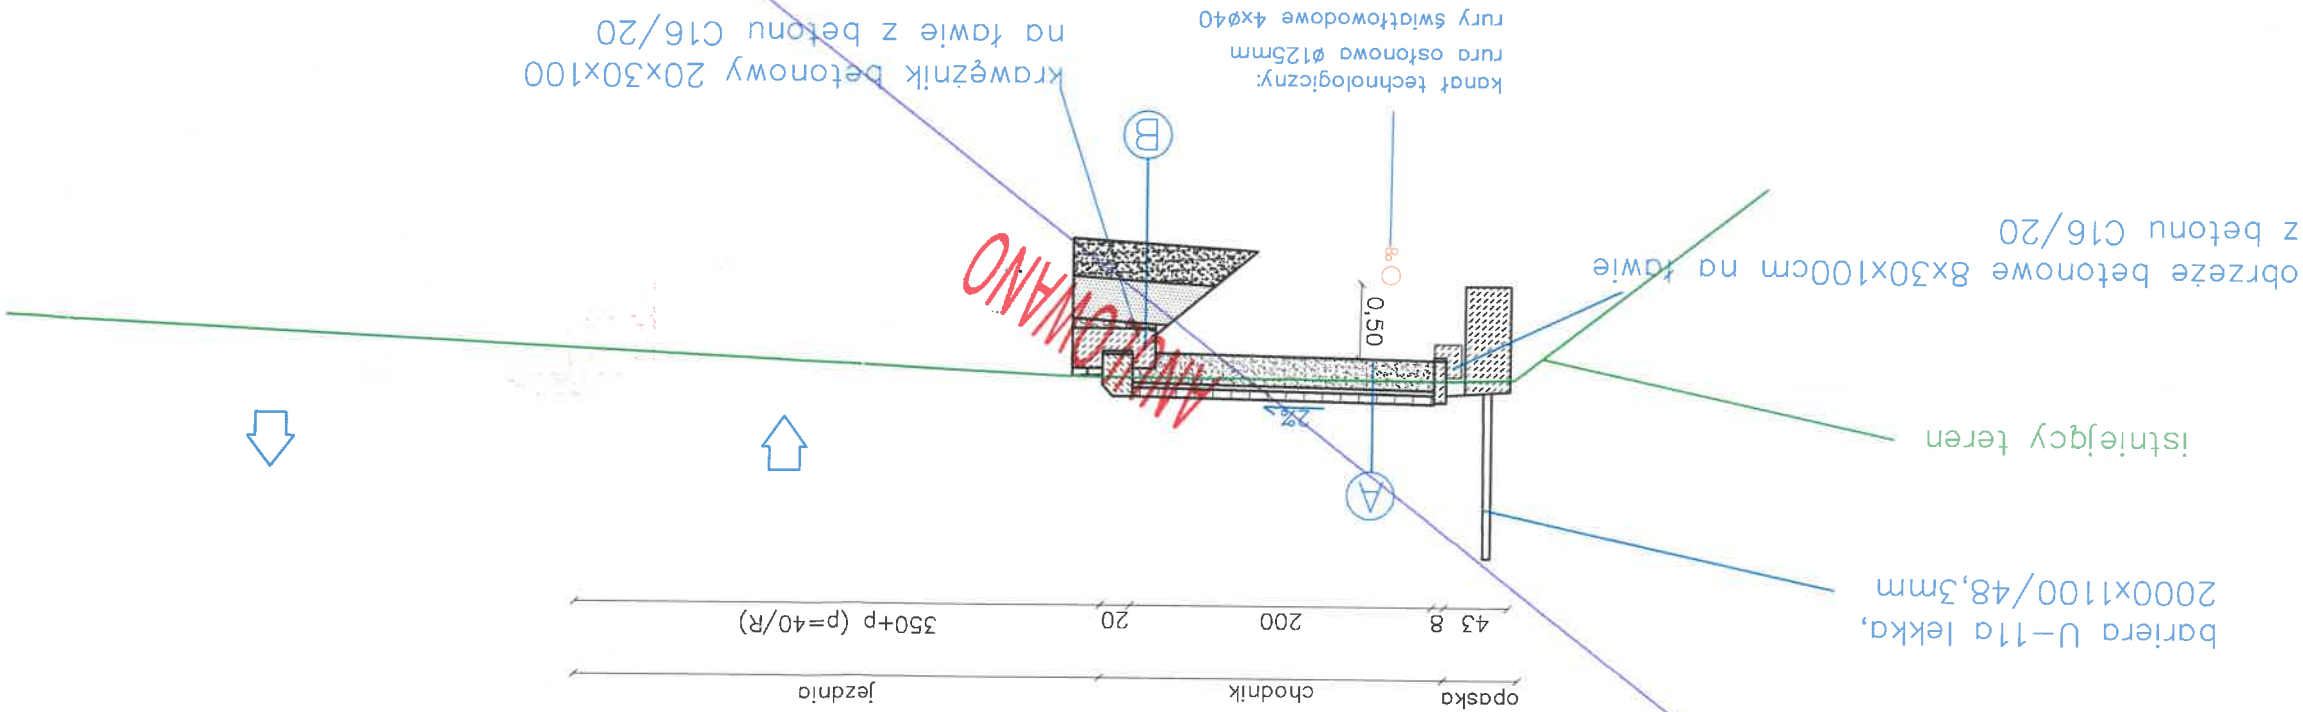 opaska
chodnik
jezdnia
43
8
200
20
350+p (p=40/R)
bariera U-11a lekka,
2000x1100/48,3mm
A
istniejący teren
2%
ANULOWANO
0,50
obrzeże betonowe 8x30x100cm na ławie
z betonu C16/20
B
kanał technologiczny:
rura osłonowa ø125mm
rury światłowodowe 4xø40
krawężnik betonowy 20x30x100
na ławie z betonu C16/20